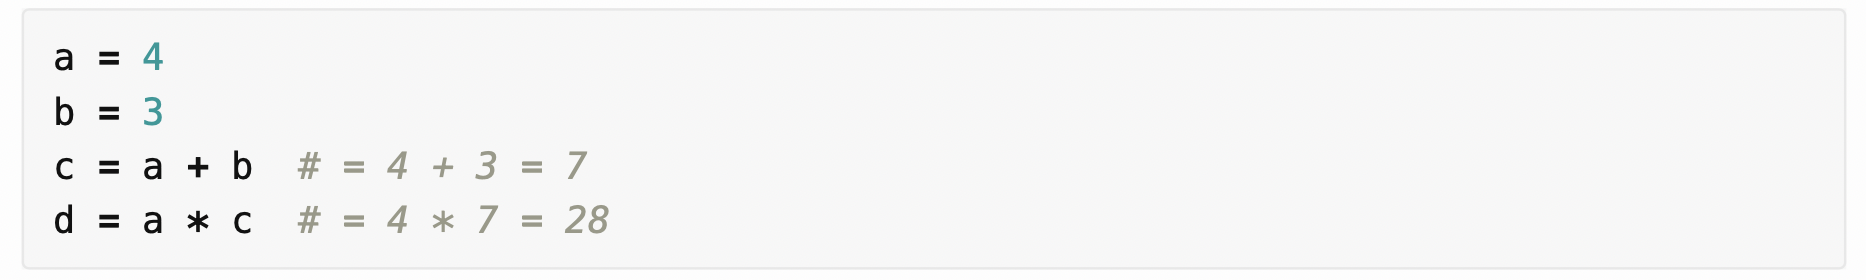 a = 4
b = 3
c = a + b  # = 4 + 3 = 7
d = a * c  # = 4 * 7 = 28